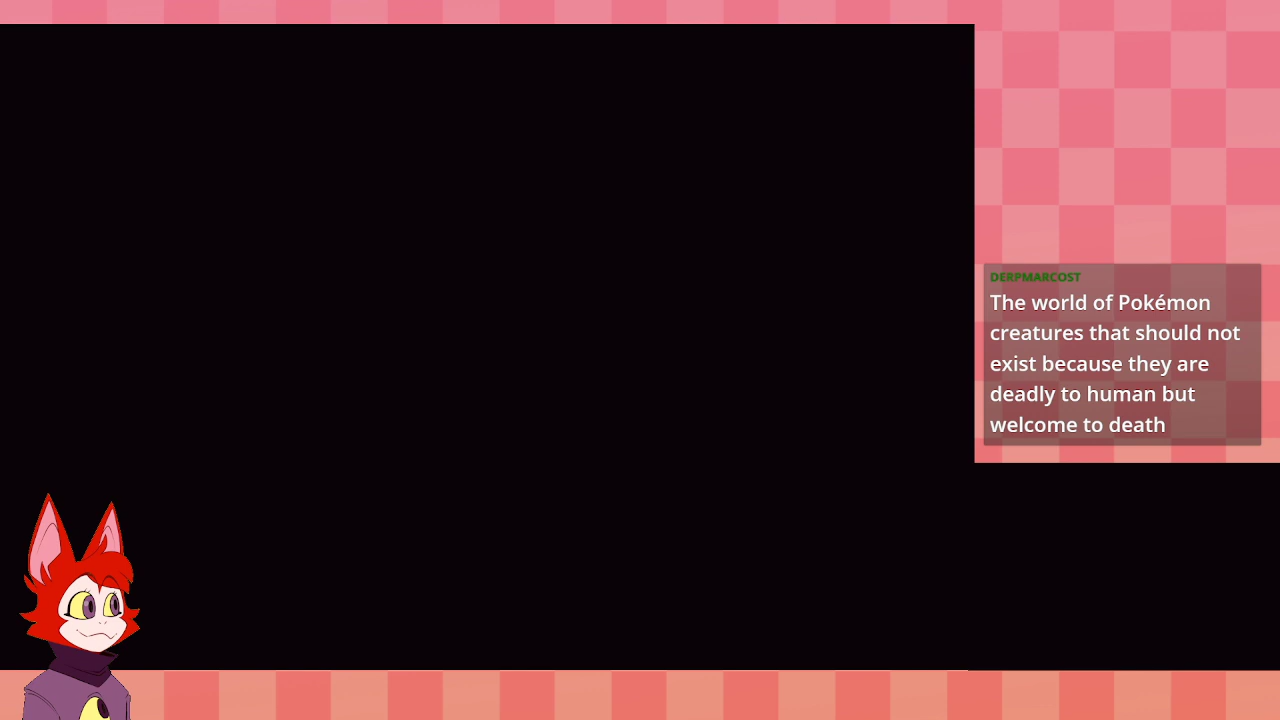 DERPMARCOST
The world of Pokémon
creatures that should not
exist because they are
deadly to human but
welcome to death